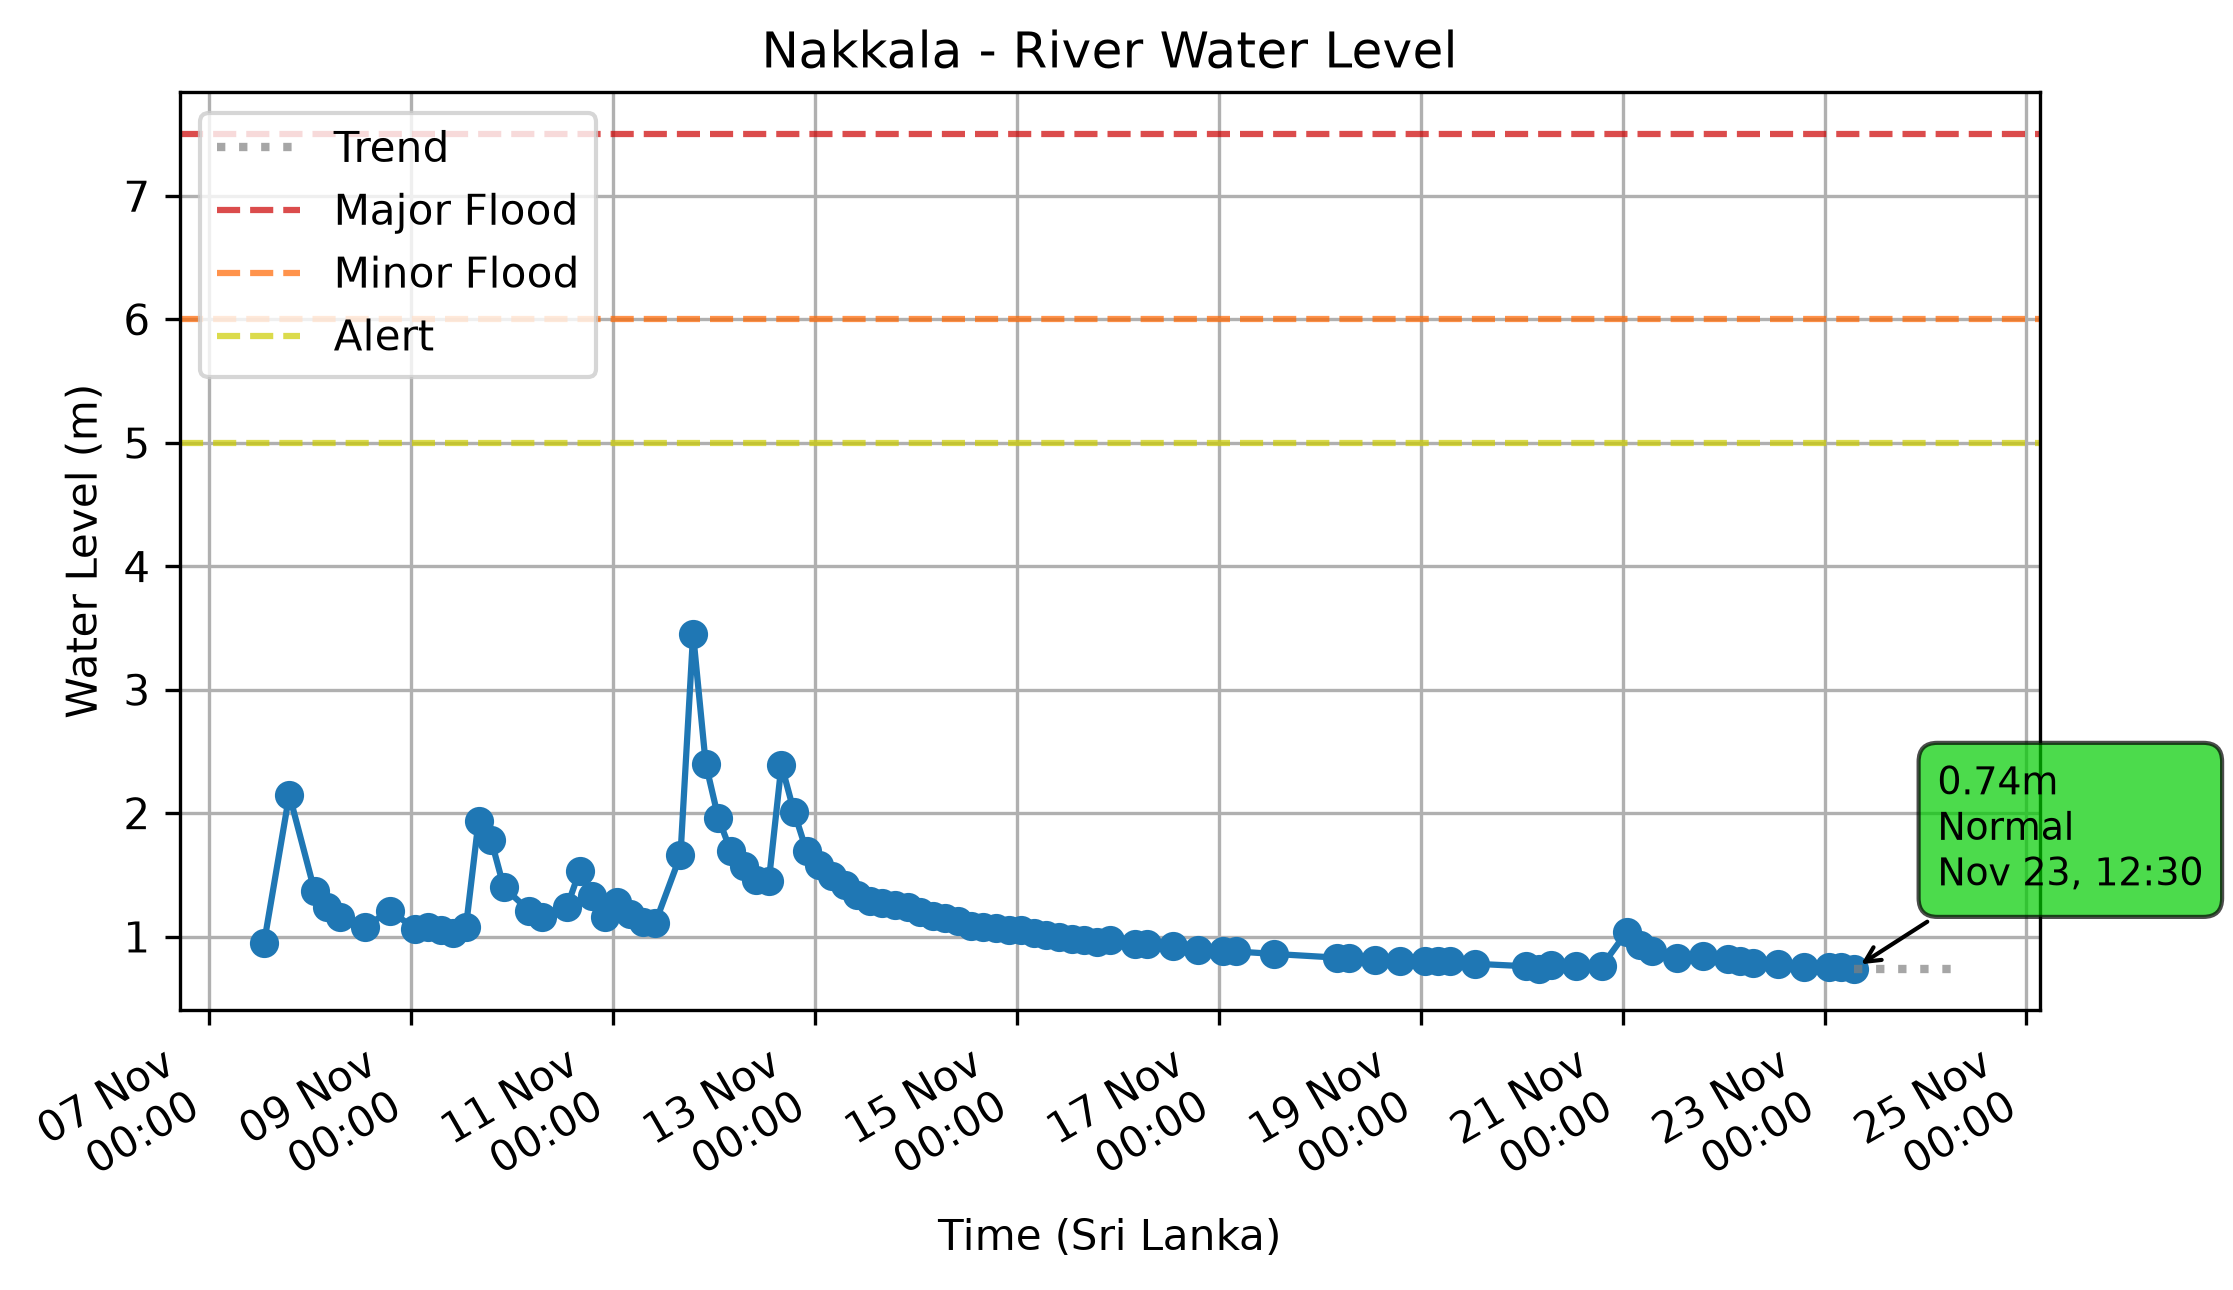 Nakkala - River Water Level
Trend
Major Flood
Minor Flood
Alert
Water Level (m)
7
6
5
4
3
2
1
0.74m
Normal
Nov 23, 12:30
07 Nov
00:00
09 Nov
00:00
11 Nov
00:00
13 Nov
00:00
15 Nov
00:00
17 Nov
00:00
19 Nov
00:00
21 Nov
00:00
23 Nov
00:00
25 Nov
00:00
Time (Sri Lanka)